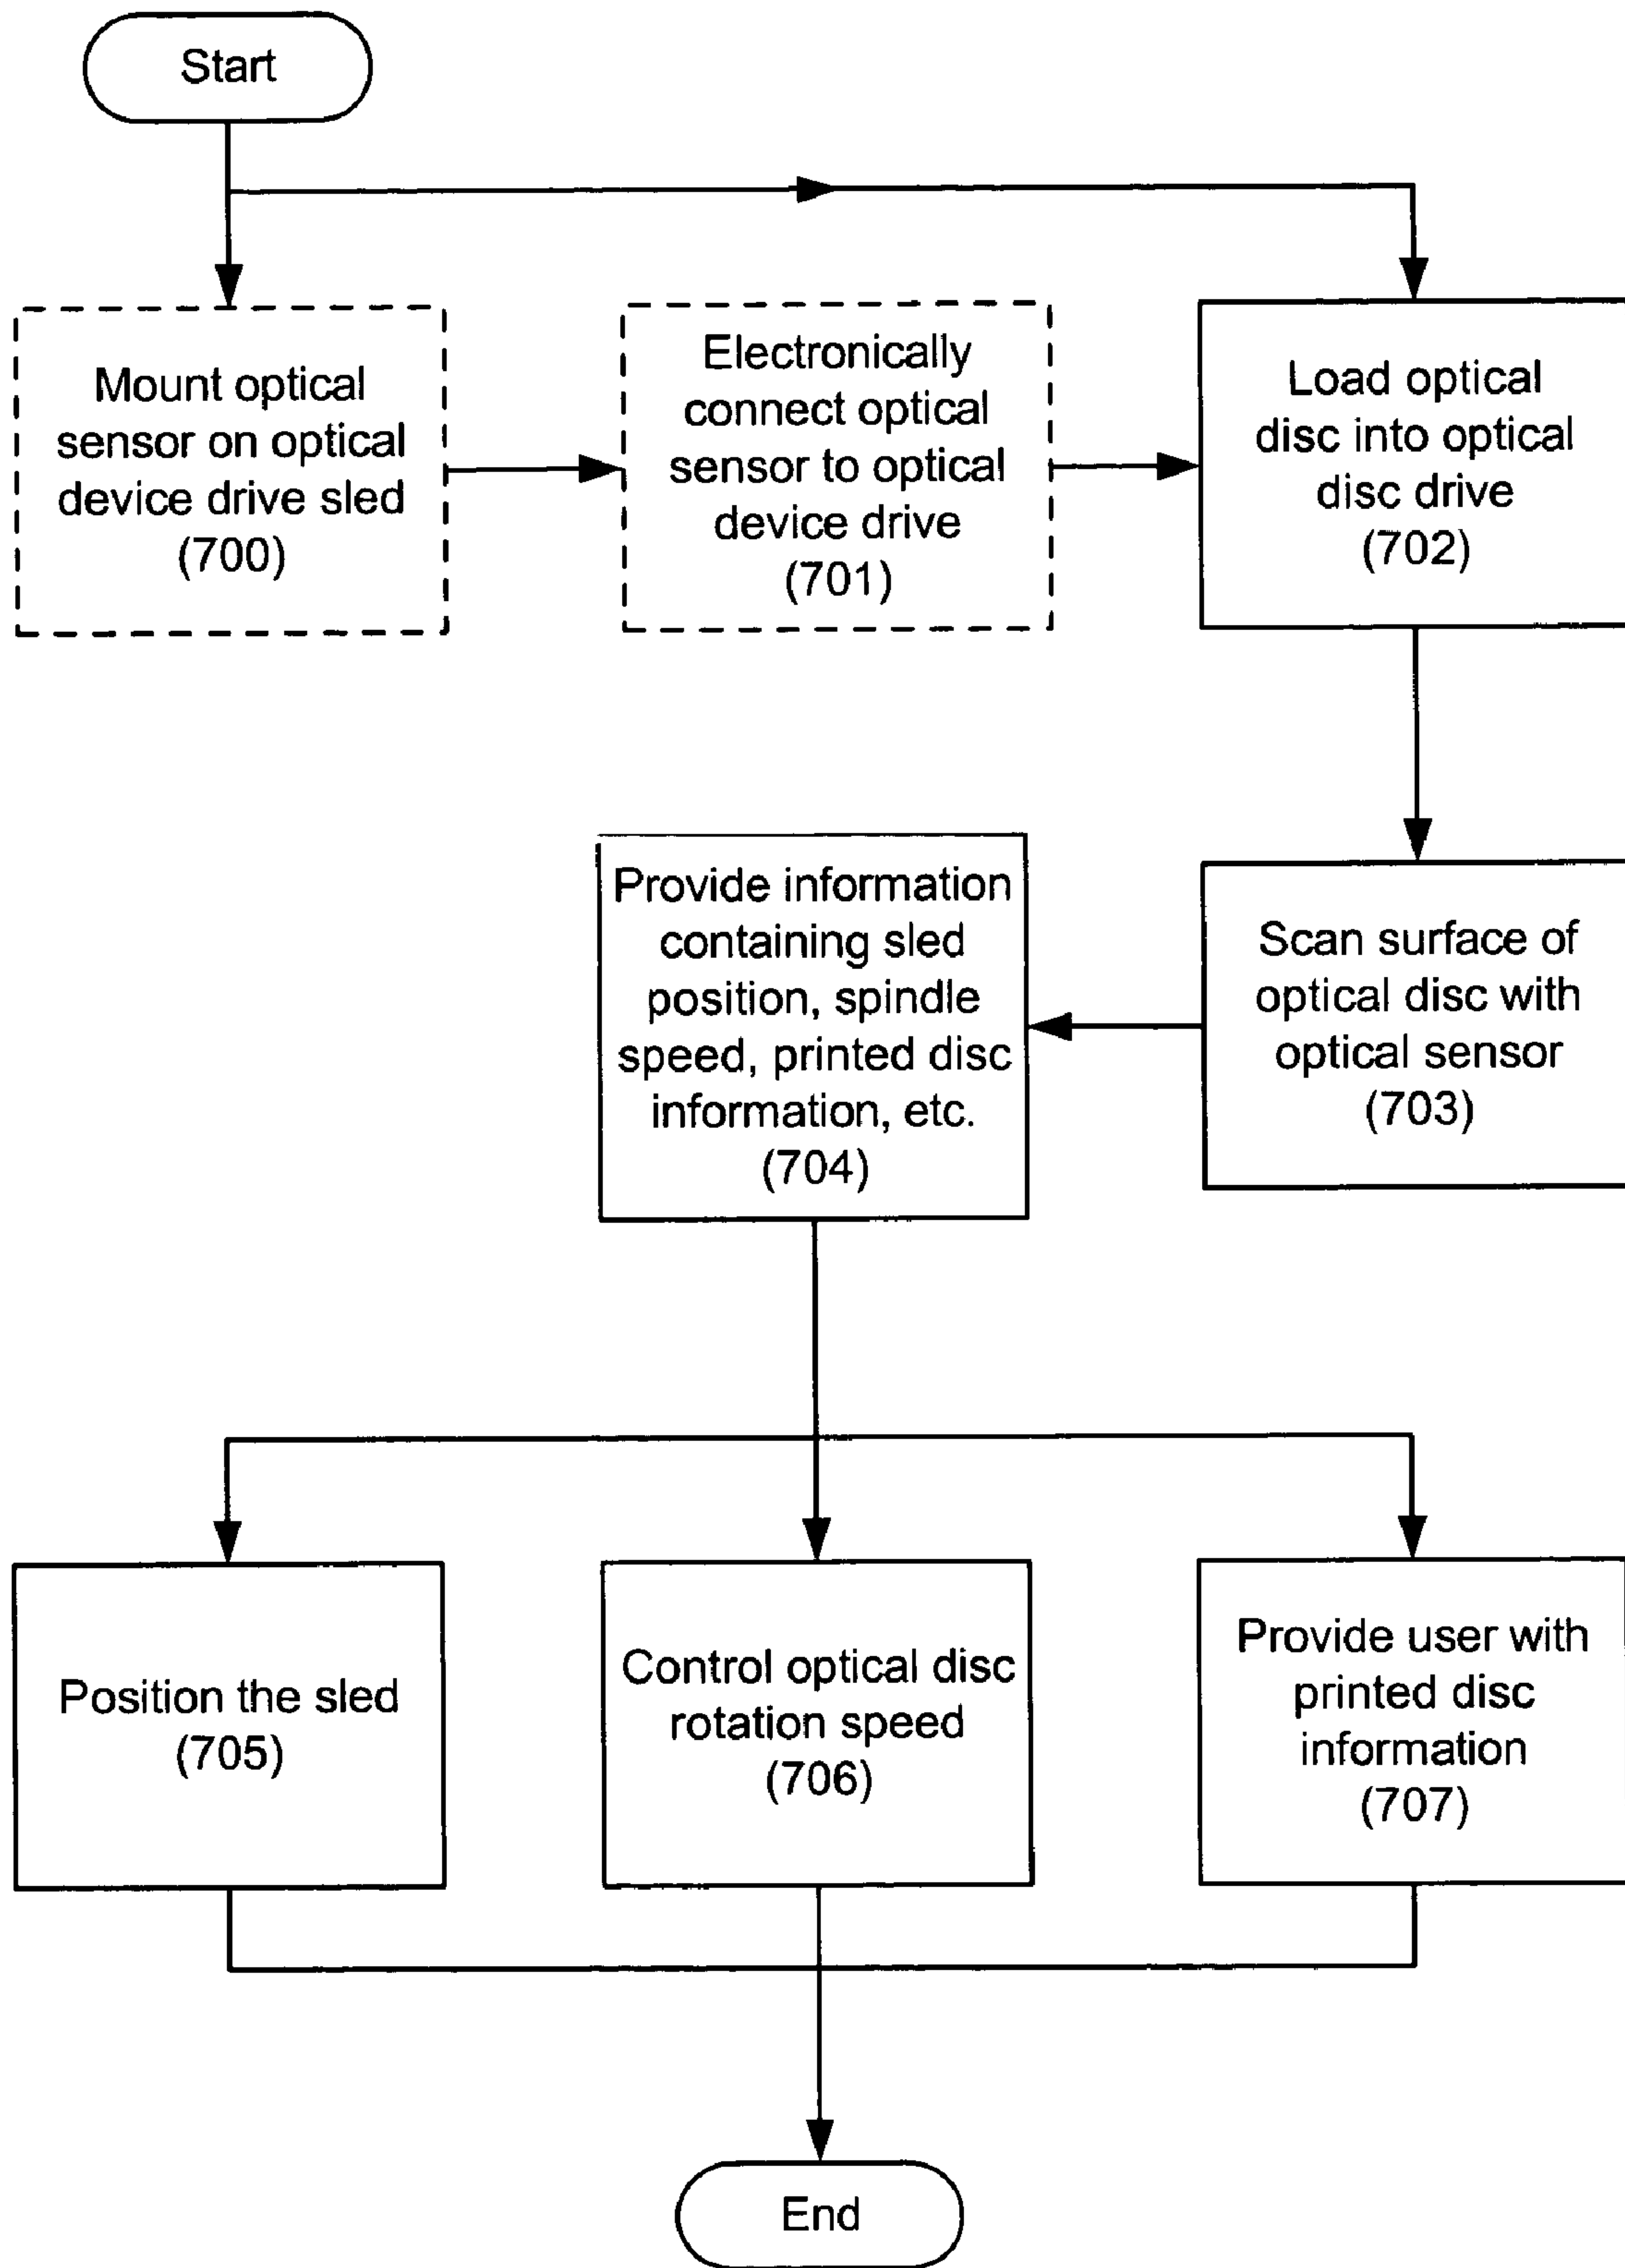 Start
Mount optical
sensor on optical
device drive sled
(700)
Electronically
connect optical
sensor to optical
device drive
(701)
Load optical
disc into optical
disc drive
(702)
Scan surface of
optical disc with
optical sensor
(703)
Provide information
containing sled
position, spindle
speed, printed disc
information, etc.
(704)
Position the sled
(705)
Control optical disc
rotation speed
(706)
Provide user with
printed disc
information
(707)
End